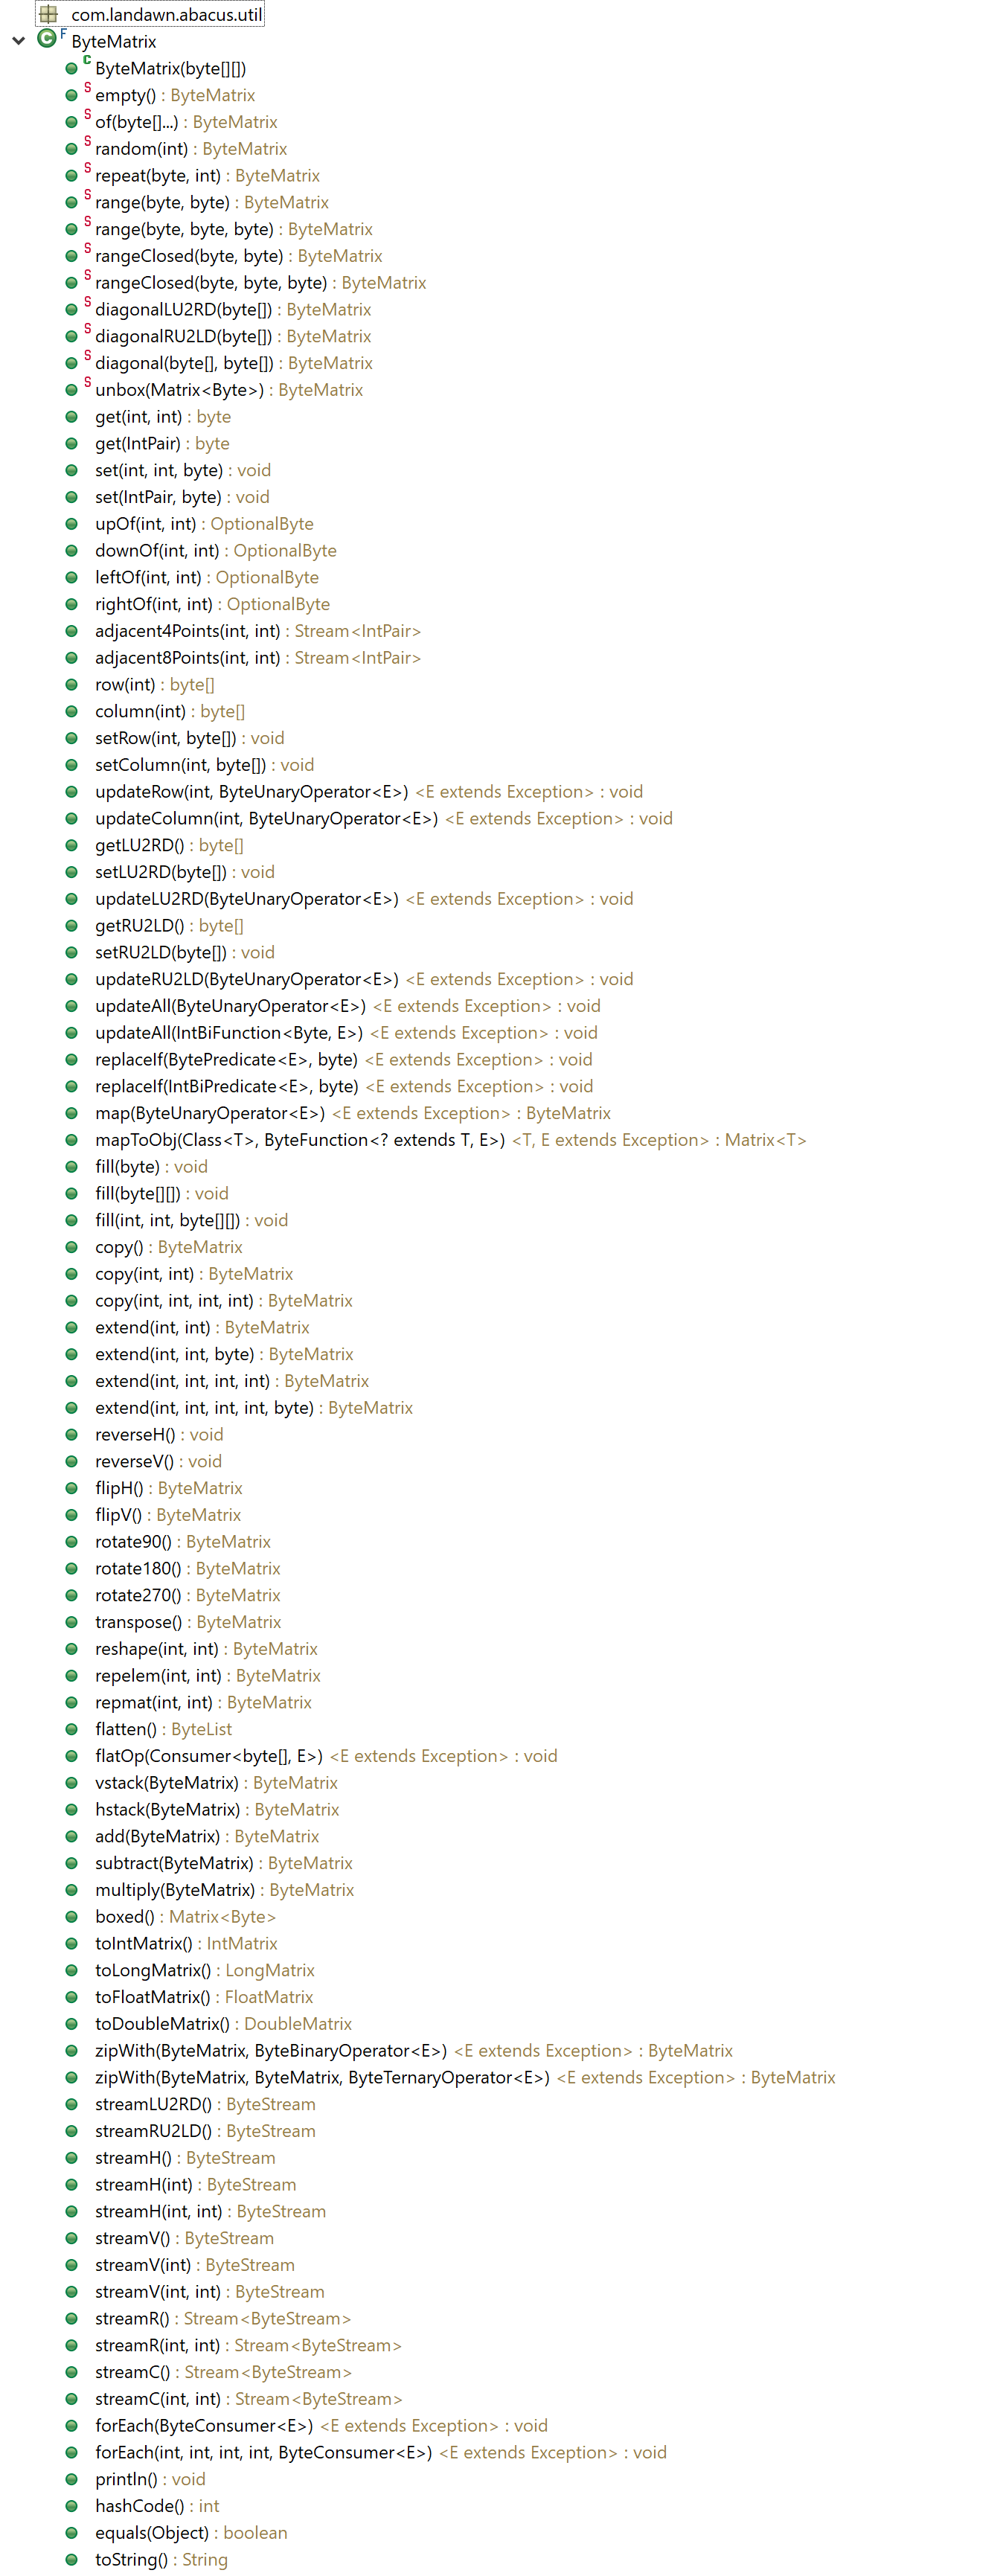 com.landawn.abacus.util
C F ByteMatrix
C ByteMatrix(byte[][])
S empty() : ByteMatrix
S of(byte[]...) : ByteMatrix
S random(int) : ByteMatrix
S repeat(byte, int) : ByteMatrix
S range(byte, byte) : ByteMatrix
S range(byte, byte, byte) : ByteMatrix
S rangeClosed(byte, byte) : ByteMatrix
S rangeClosed(byte, byte, byte) : ByteMatrix
S diagonalLU2RD(byte[]) : ByteMatrix
S diagonalRU2LD(byte[]) : ByteMatrix
S diagonal(byte[], byte[]) : ByteMatrix
S unbox(Matrix<Byte>) : ByteMatrix
get(int, int) : byte
get(IntPair) : byte
set(int, int, byte) : void
set(IntPair, byte) : void
upOf(int, int) : OptionalByte
downOf(int, int) : OptionalByte
leftOf(int, int) : OptionalByte
rightOf(int, int) : OptionalByte
adjacent4Points(int, int) : Stream<IntPair>
adjacent8Points(int, int) : Stream<IntPair>
row(int) : byte[]
column(int) : byte[]
setRow(int, byte[]) : void
setColumn(int, byte[]) : void
updateRow(int, ByteUnaryOperator<E>) <E extends Exception> : void
updateColumn(int, ByteUnaryOperator<E>) <E extends Exception> : void
getLU2RD() : byte[]
setLU2RD(byte[]) : void
updateLU2RD(ByteUnaryOperator<E>) <E extends Exception> : void
getRU2LD() : byte[]
setRU2LD(byte[]) : void
updateRU2LD(ByteUnaryOperator<E>) <E extends Exception> : void
updateAll(ByteUnaryOperator<E>) <E extends Exception> : void
updateAll(IntBiFunction<Byte, E>) <E extends Exception> : void
replaceIf(BytePredicate<E>, byte) <E extends Exception> : void
replaceIf(IntBiPredicate<E>, byte) <E extends Exception> : void
map(ByteUnaryOperator<E>) <E extends Exception> : ByteMatrix
mapToObj(Class<T>, ByteFunction<? extends T, E>) <T, E extends Exception> : Matrix<T>
fill(byte) : void
fill(byte[][]) : void
fill(int, int, byte[][]) : void
copy() : ByteMatrix
copy(int, int) : ByteMatrix
copy(int, int, int, int) : ByteMatrix
extend(int, int) : ByteMatrix
extend(int, int, byte) : ByteMatrix
extend(int, int, int, int) : ByteMatrix
extend(int, int, int, int, byte) : ByteMatrix
reverseH() : void
reverseV() : void
flipH() : ByteMatrix
flipV() : ByteMatrix
rotate90() : ByteMatrix
rotate180() : ByteMatrix
rotate270() : ByteMatrix
transpose() : ByteMatrix
reshape(int, int) : ByteMatrix
repelem(int, int) : ByteMatrix
repmat(int, int) : ByteMatrix
flatten() : ByteList
flatOp(Consumer<byte[], E>) <E extends Exception> : void
vstack(ByteMatrix) : ByteMatrix
hstack(ByteMatrix) : ByteMatrix
add(ByteMatrix) : ByteMatrix
subtract(ByteMatrix) : ByteMatrix
multiply(ByteMatrix) : ByteMatrix
boxed() : Matrix<Byte>
toIntMatrix() : IntMatrix
toLongMatrix() : LongMatrix
toFloatMatrix() : FloatMatrix
toDoubleMatrix() : DoubleMatrix
zipWith(ByteMatrix, ByteBinaryOperator<E>) <E extends Exception> : ByteMatrix
zipWith(ByteMatrix, ByteMatrix, ByteTernaryOperator<E>) <E extends Exception> : ByteMatrix
streamLU2RD() : ByteStream
streamRU2LD() : ByteStream
streamH() : ByteStream
streamH(int) : ByteStream
streamH(int, int) : ByteStream
streamV() : ByteStream
streamV(int) : ByteStream
streamV(int, int) : ByteStream
streamR() : Stream<ByteStream>
streamR(int, int) : Stream<ByteStream>
streamC() : Stream<ByteStream>
streamC(int, int) : Stream<ByteStream>
forEach(ByteConsumer<E>) <E extends Exception> : void
forEach(int, int, int, int, ByteConsumer<E>) <E extends Exception> : void
println() : void
hashCode() : int
equals(Object) : boolean
toString() : String